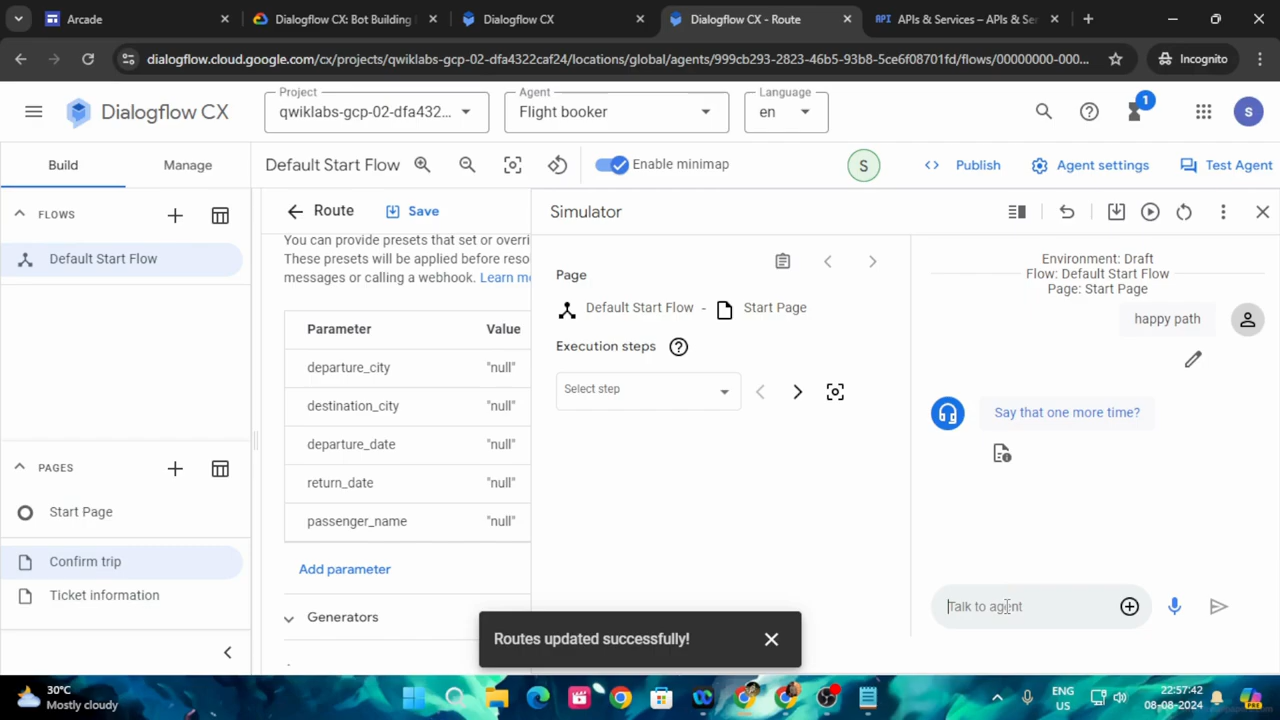 Arcade
Dialogflow CX: Bot Building
Dialogflow CX
Dialogflow CX - Route
API APIs & Services – APIs & Se
dialogflow.cloud.google.com/cx/projects/qwiklabs-gcp-02-dfa4322caf24/locations/global/agents/999cb293-2823-46b5-93b8-5ce6f08701fd/flows/00000000-000...
Incognito
Dialogflow CX
Project
qwiklabs-gcp-02-dfa432...
Agent
Flight booker
Language
en
1
s
Build
Manage
Default Start Flow
Enable minimap
S
Publish
Agent settings
Test Agent
FLOWS
Default Start Flow
PAGES
Start Page
Confirm trip
Ticket information
Route
Save
You can provide presets that set or overri
These presets will be applied before reso
messages or calling a webhook. Learn m
Parameter Value
departure_city "null"
destination_city "null"
departure_date "null"
return_date "null"
passenger_name "null"
Add parameter
Generators
Simulator
Page
Default Start Flow - Start Page
Execution steps
Select step
Environment: Draft
Flow: Default Start Flow
Page: Start Page
happy path
Say that one more time?
Talk to agent
Routes updated successfully!
30°C
Mostly cloudy
ENG
US
22:57:42
08-08-2024
PRE